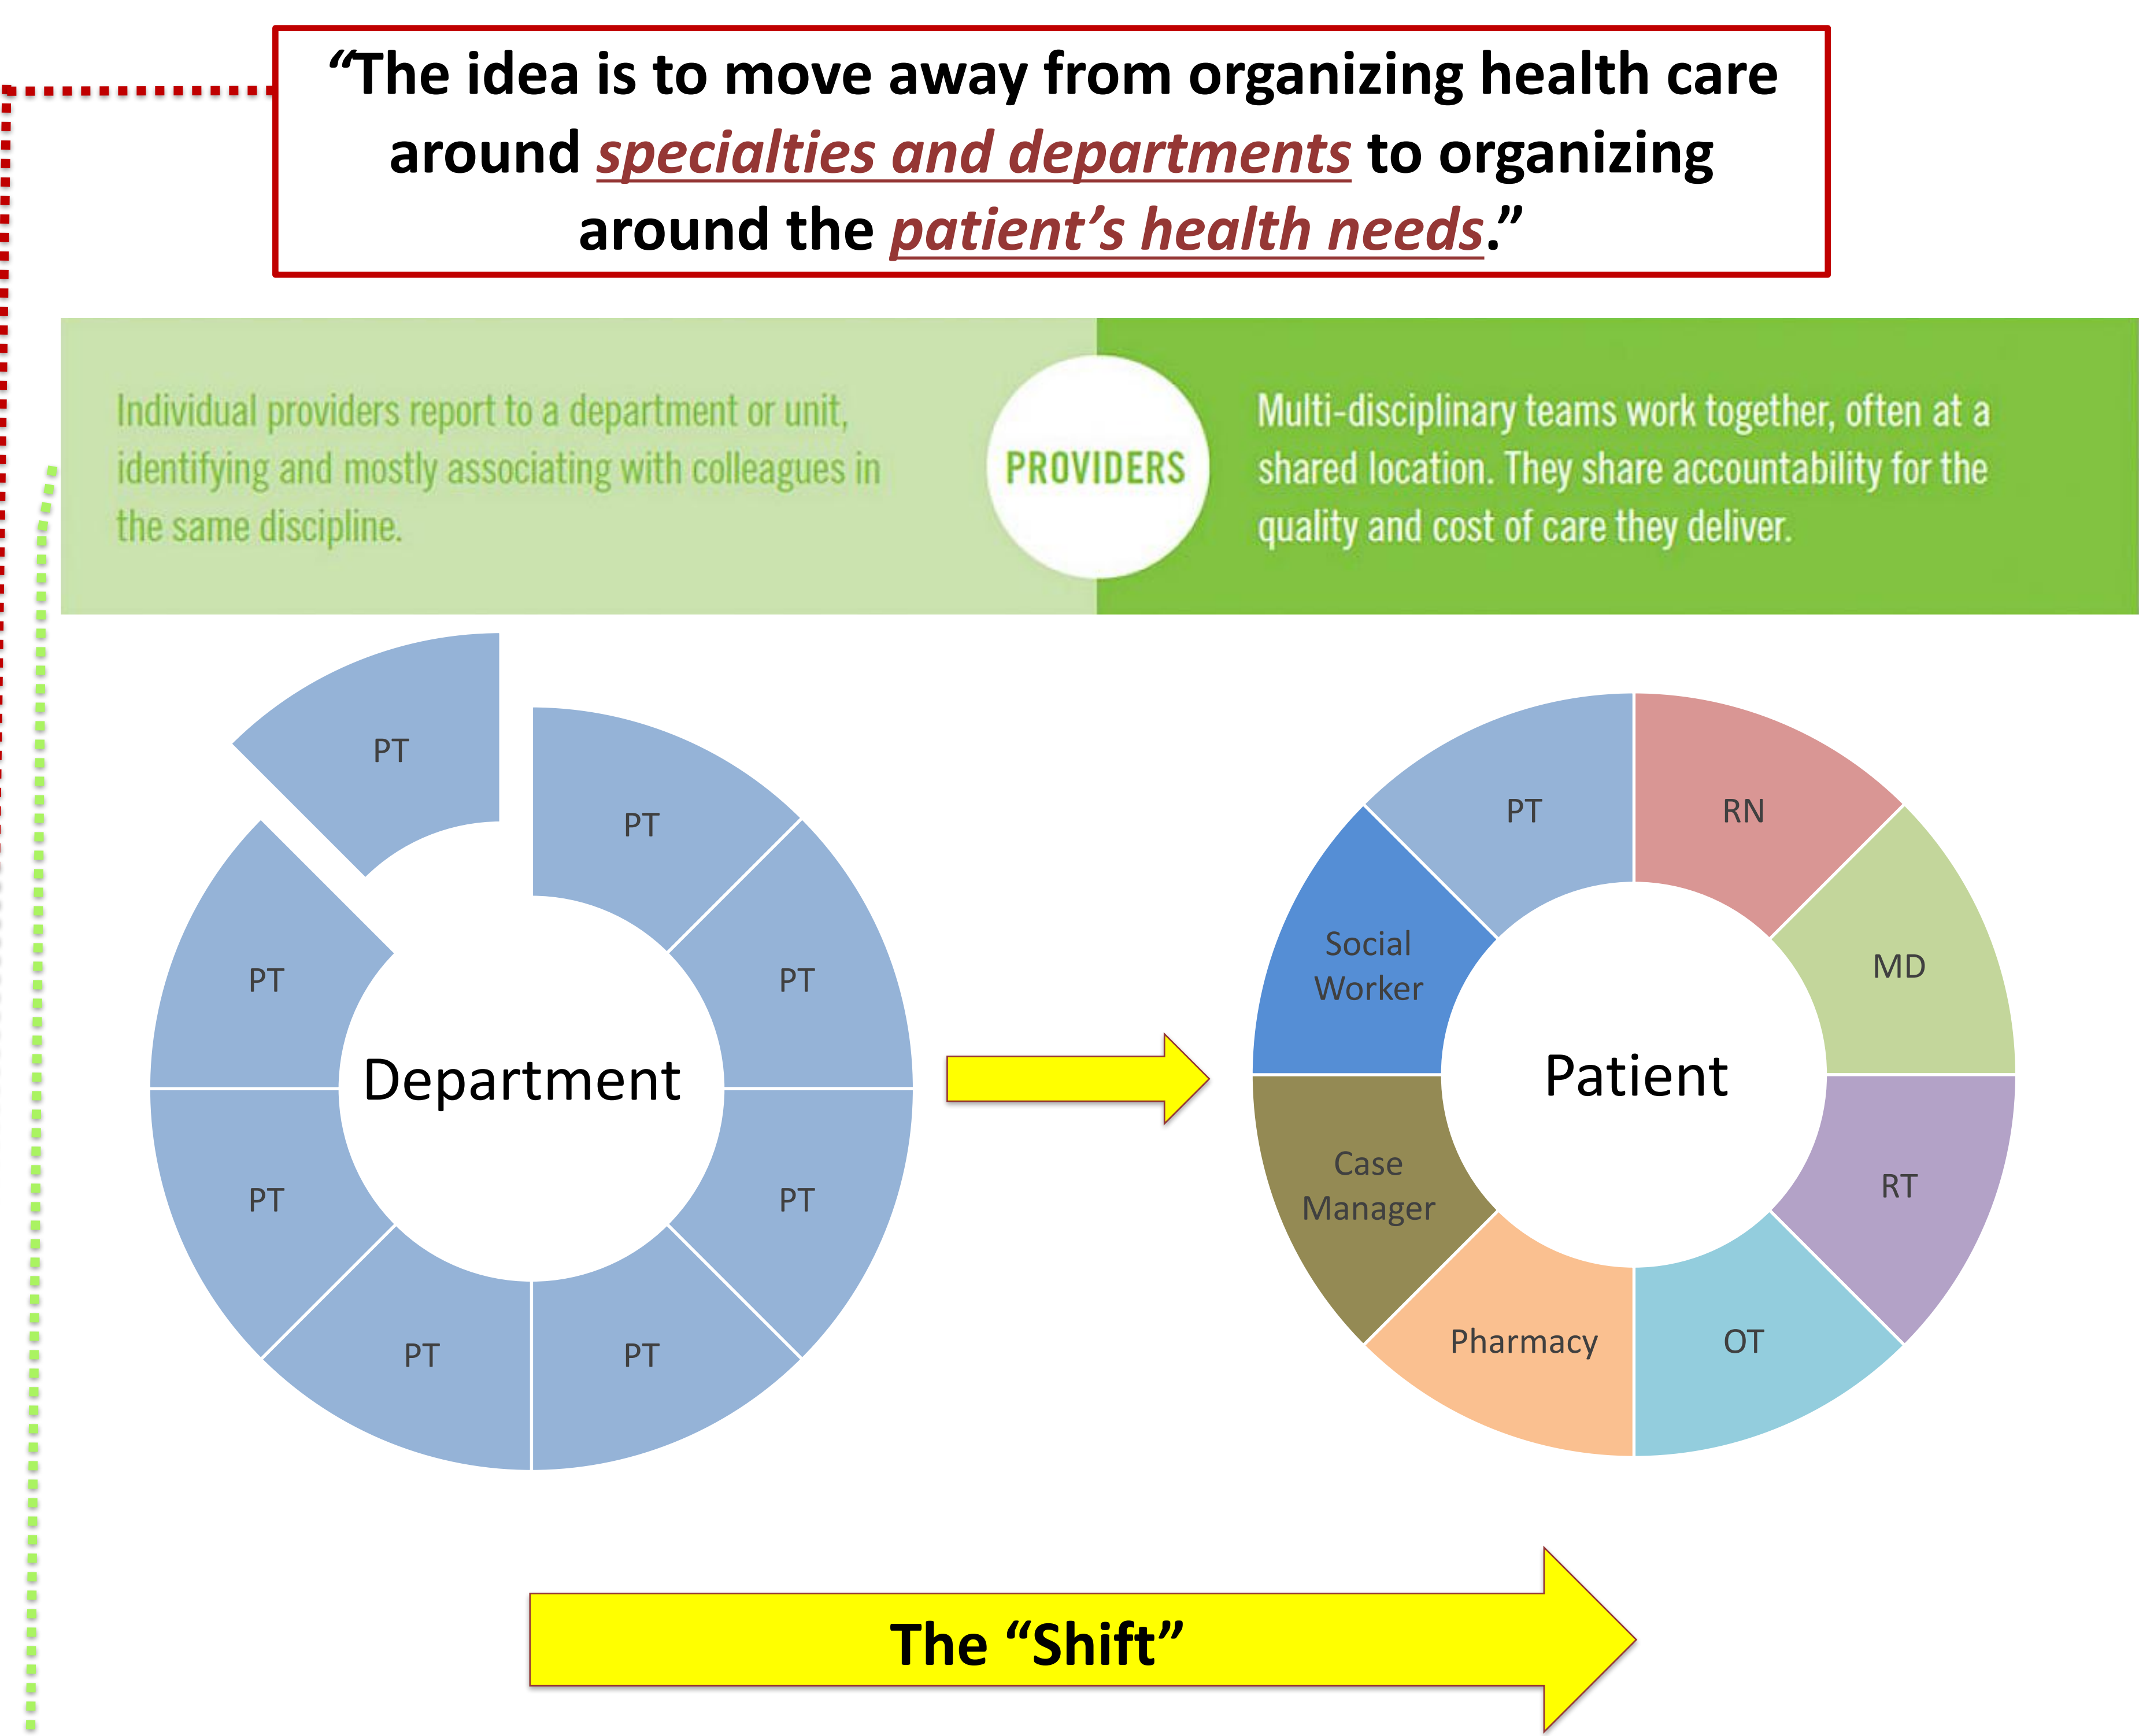 “The idea is to move away from organizing health care
around specialties and departments to organizing
around the patient’s health needs.”
Individual providers report to a department or unit,
identifying and mostly associating with colleagues in
the same discipline.
PROVIDERS
Multi-disciplinary teams work together, often at a
shared location. They share accountability for the
quality and cost of care they deliver.
PT
PT
PT
PT
PT
PT
PT
PT
Department
PT
RN
MD
RT
OT
Pharmacy
Case
Manager
Social
Worker
Patient
The “Shift”